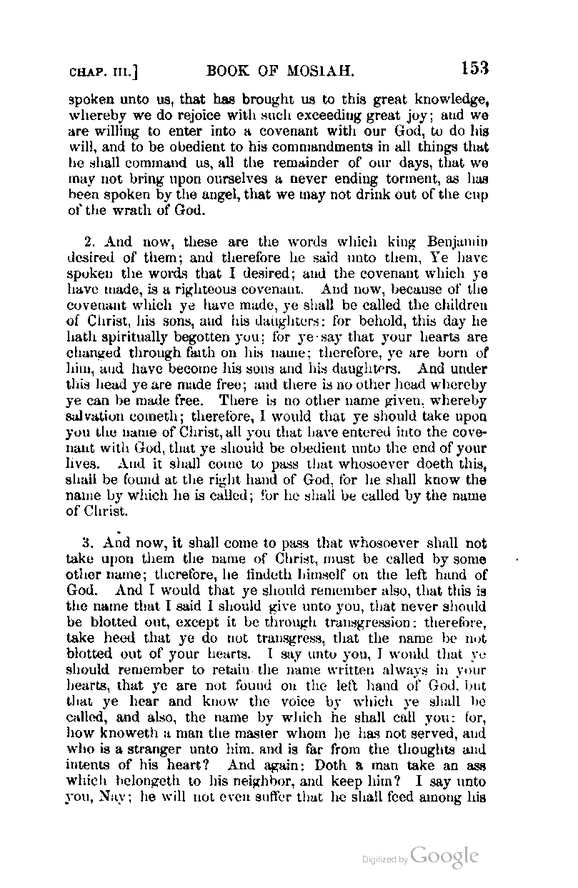 CHAP. III.] BOOK OF MOSIAH. 153
spoken unto us, that has brought us to this great knowledge,
whereby we do rejoice with such exceeding great joy; and we
are willing to enter into a covenant with our God, to do his
will, and to be obedient to his commandments in all things that
he shall command us, all the remainder of our days, that we
may not bring upon ourselves a never ending torment, as has
been spoken by the angel, that we may not drink out of the cup
of the wrath of God.
2. And now, these are the words which king Benjamin
desired of them; and therefore he said unto them, Ye have
spoken the words that I desired; and the covenant which ye
have made, is a righteous covenant. And now, because of the
covenant which ye have made, ye shall be called the children
of Christ, his sons, and his daughters: for behold, this day he
hath spiritually begotten you; for ye say that your hearts are
changed through faith on his name; therefore, ye are born of
him, and have become his sons and his daughters. And under
this head ye are made free; and there is no other head whereby
ye can be made free. There is no other name given, whereby
salvation cometh; therefore, I would that ye should take upon
you the name of Christ, all you that have entered into the cove-
nant with God, that ye should be obedient unto the end of your
lives. And it shall come to pass that whosoever doeth this,
shall be found at the right hand of God, for he shall know the
name by which he is called; for he shall be called by the name
of Christ.
3. And now, it shall come to pass that whosoever shall not
take upon them the name of Christ, must be called by some
other name; therefore, he findeth himself on the left hand of
God. And I would that ye should remember also, that this is
the name that I said I should give unto you, that never should
be blotted out, except it be through transgression: therefore,
take heed that ye do not transgress, that the name be not
blotted out of your hearts. I say unto you, I would that ye
should remember to retain the name written always in your
hearts, that ye are not found on the left hand of God, but
that ye hear and know the voice by which ye shall be
called, and also, the name by which he shall call you: for,
how knoweth a man the master whom he has not served, and
who is a stranger unto him, and is far from the thoughts and
intents of his heart? And again: Doth a man take an ass
which belongeth to his neighbor, and keep him? I say unto
you, Nay; he will not even suffer that he shall feed among his
Digitized by Google